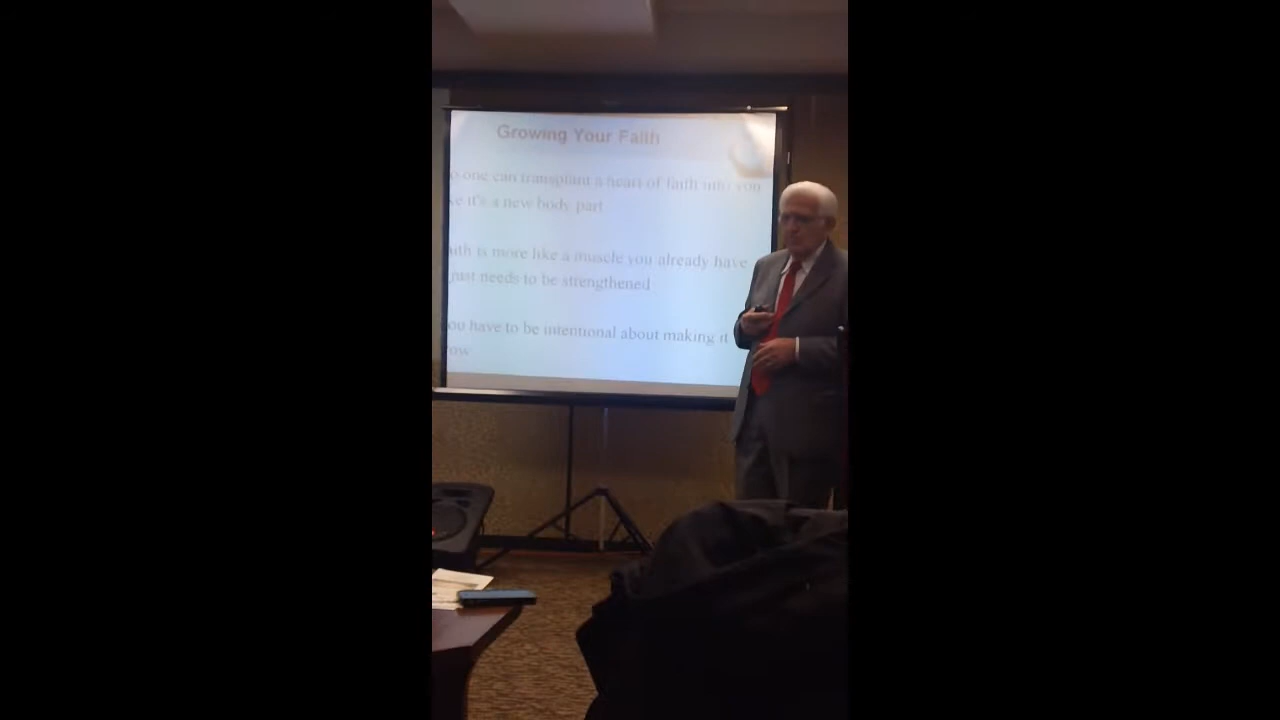 Growing Your Faith
o one can transplant a heart of faith into you
ke it's a new body part
aith is more like a muscle you already have
just needs to be strengthened
ou have to be intentional about making it
row